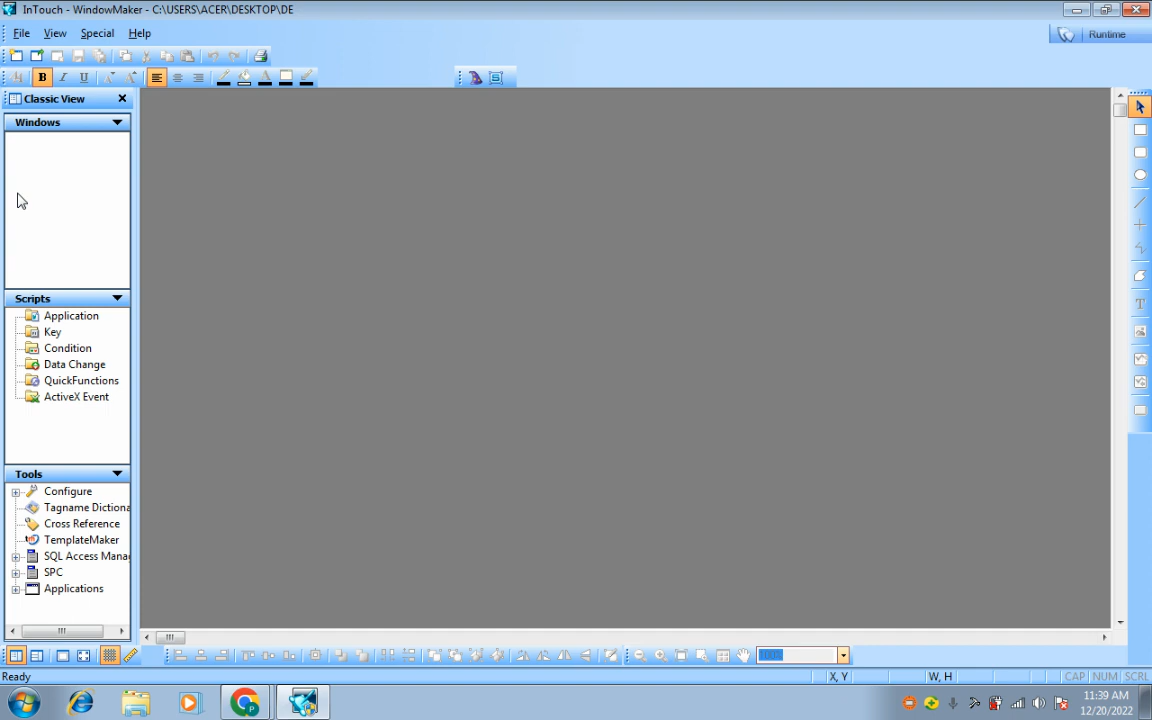 InTouch - WindowMaker - C:\USERS\ACER\DESKTOP\DE
File View Special Help
Runtime
B I U
Classic View
Windows
Scripts
Application
Key
Condition
Data Change
QuickFunctions
ActiveX Event
Tools
Configure
Tagname Dictiona
Cross Reference
TemplateMaker
SQL Access Mana
SPC
Applications
Ready
X, Y
W, H
CAP NUM SCRL
11:39 AM
12/20/2022